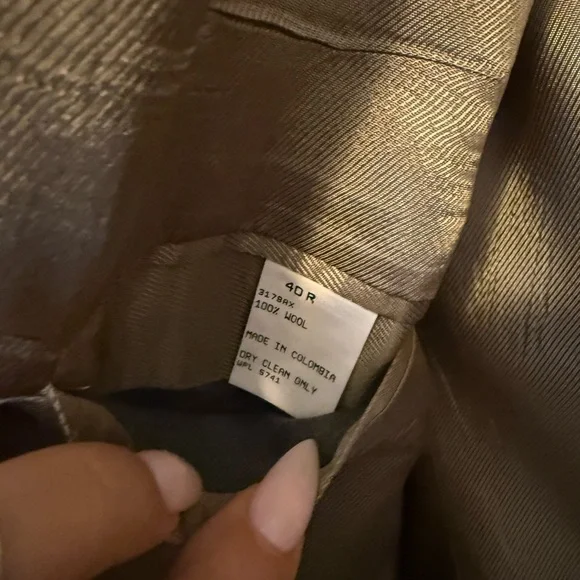 40 R
3178AX
100% WOOL
MADE IN COLOMBIA
DRY CLEAN ONLY
WPL 5741